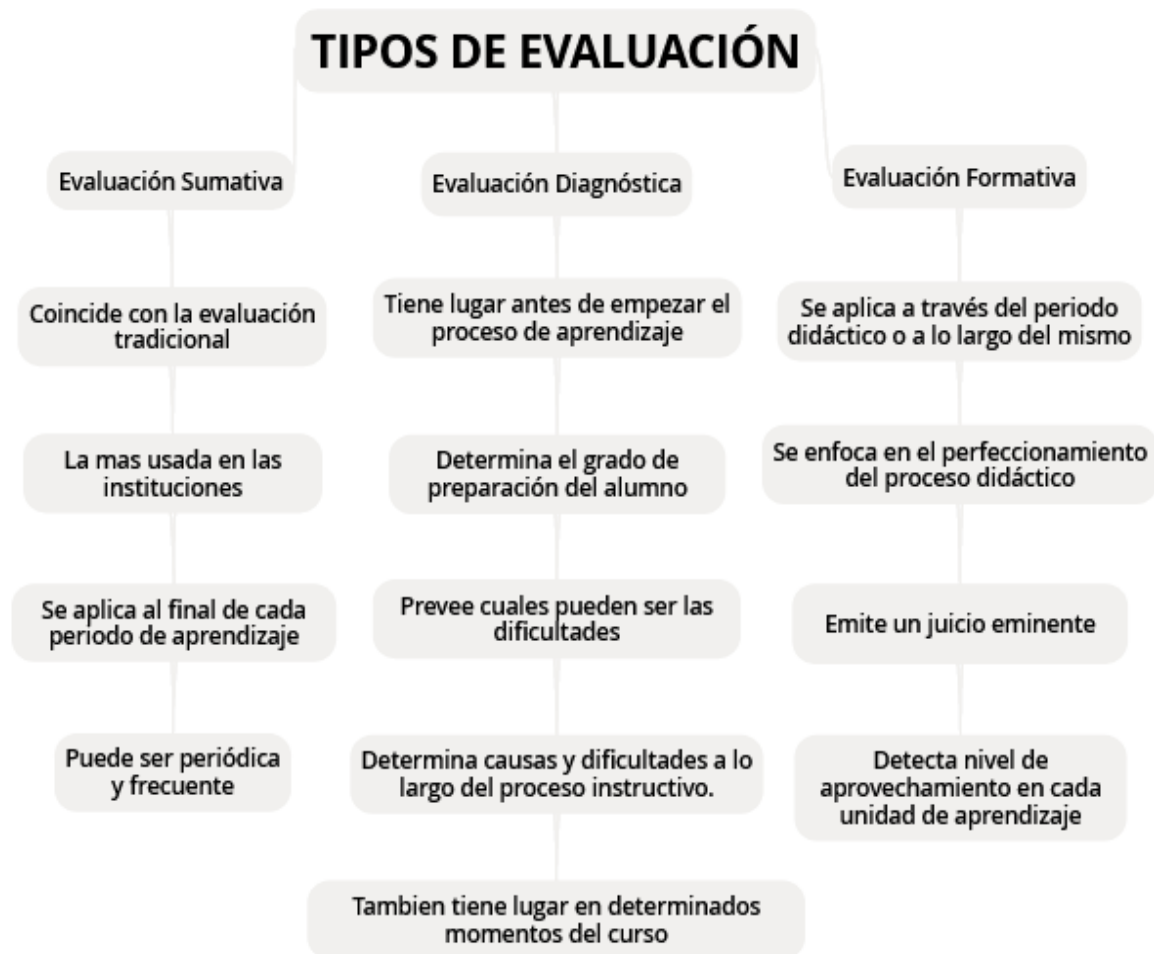 TIPOS DE EVALUACIÓN
Evaluación Sumativa
Coincide con la evaluación
tradicional
La mas usada en las
instituciones
Se aplica al final de cada
periodo de aprendizaje
Puede ser periódica
y frecuente
Evaluación Diagnóstica
Tiene lugar antes de empezar el
proceso de aprendizaje
Determina el grado de
preparación del alumno
Prevee cuales pueden ser las
dificultades
Determina causas y dificultades a lo
largo del proceso instructivo.
Tambien tiene lugar en determinados
momentos del curso
Evaluación Formativa
Se aplica a través del periodo
didáctico o a lo largo del mismo
Se enfoca en el perfeccionamiento
del proceso didáctico
Emite un juicio eminente
Detecta nivel de
aprovechamiento en cada
unidad de aprendizaje